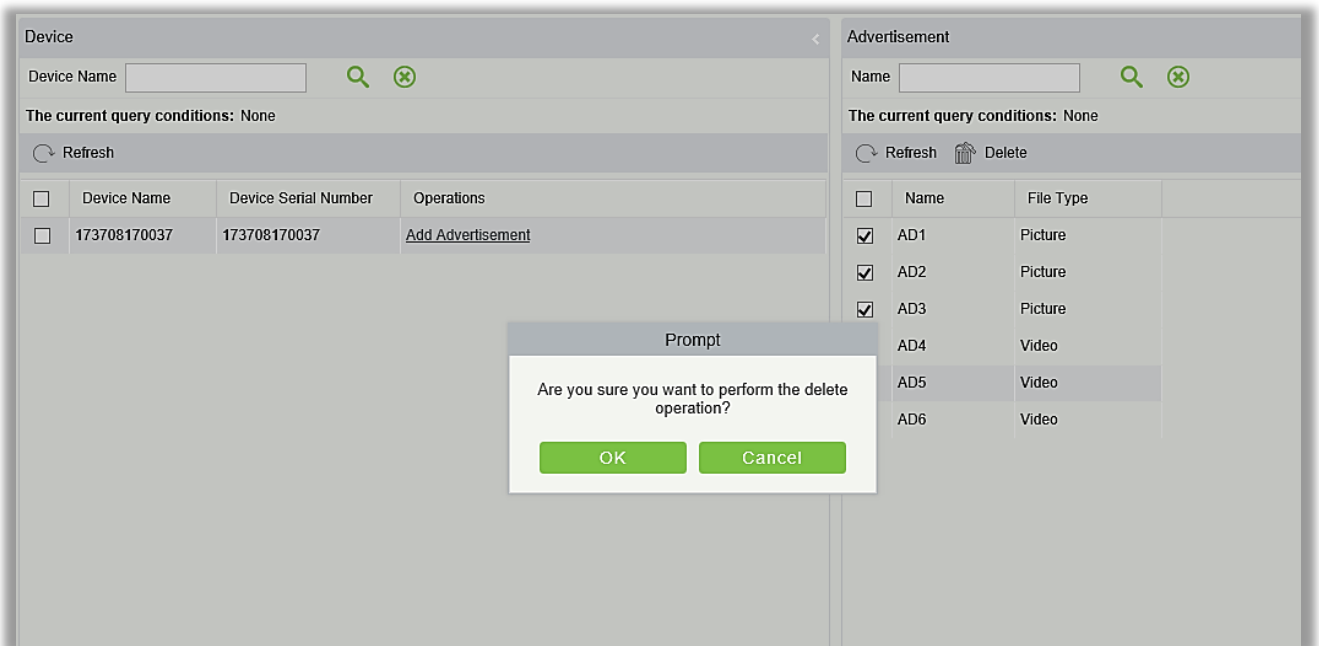 Device
Device Name
The current query conditions: None
Refresh
Device Name Device Serial Number Operations
173708170037 173708170037 Add Advertisement
Advertisement
Name
The current query conditions: None
Refresh Delete
Name File Type
AD1 Picture
AD2 Picture
AD3 Picture
AD4 Video
AD5 Video
AD6 Video
Prompt
Are you sure you want to perform the delete
operation?
OK Cancel